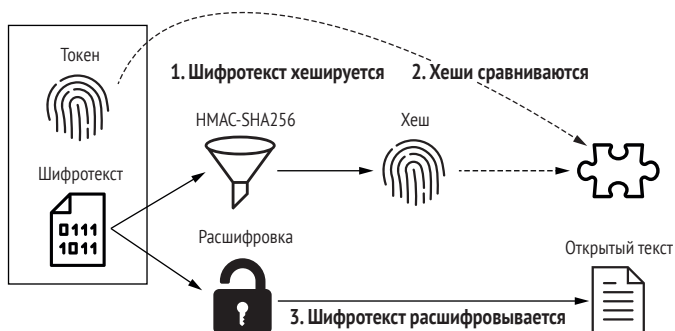 Токен
1. Шифротекст хешируется
2. Хеши сравниваются
HMAC-SHA256
Хеш
Шифротекст
0111
1011
Расшифровка
Открытый текст
3. Шифротекст расшифровывается